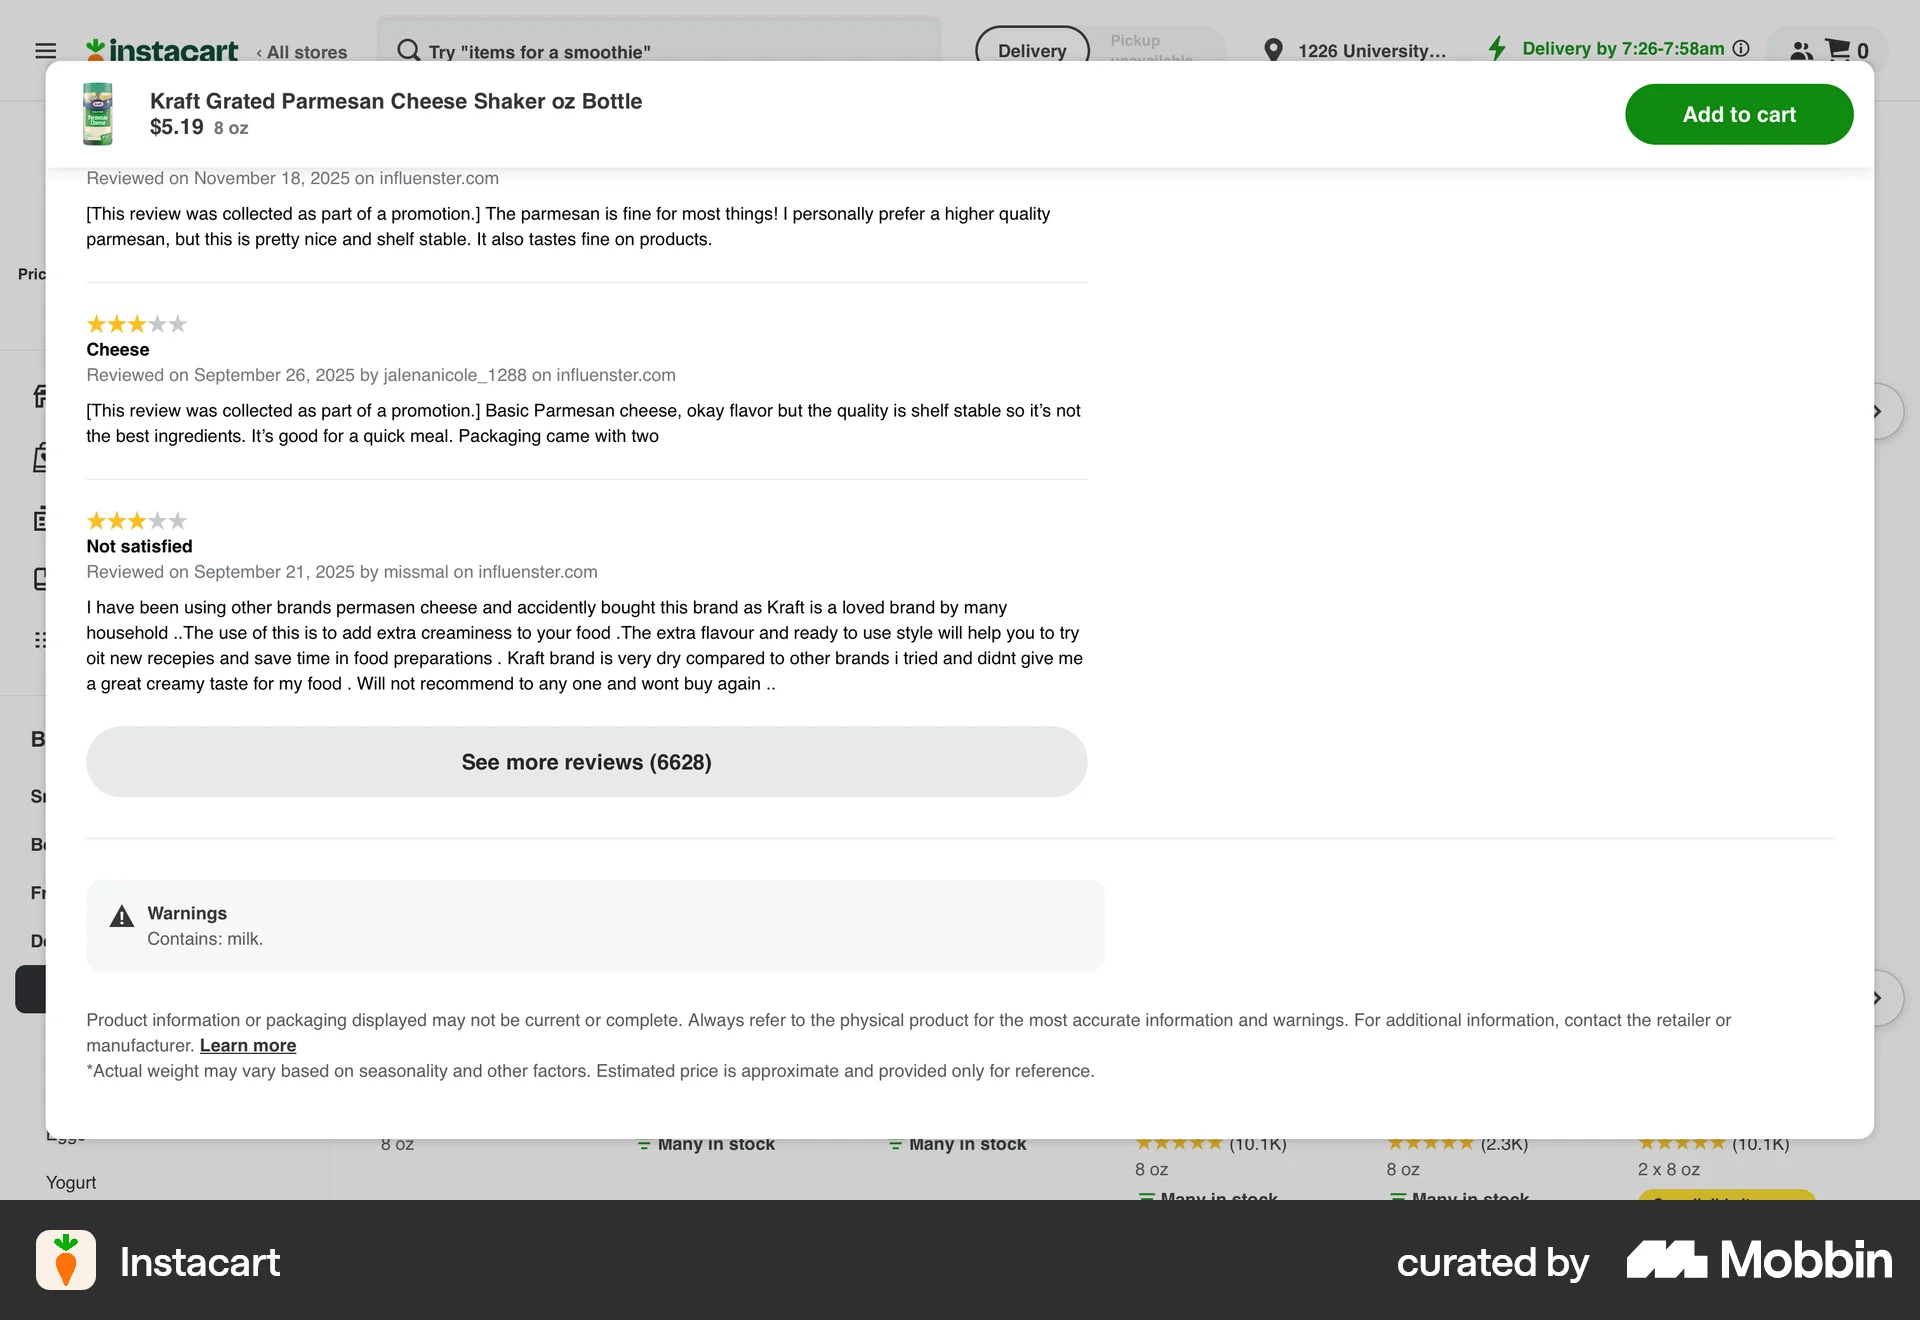 instacart
‹ All stores
Try "items for a smoothie"
Delivery
Pickup
unavailable
1226 University...
Delivery by 7:26-7:58am
0
Kraft Grated Parmesan Cheese Shaker oz Bottle
$5.19 8 oz
Add to cart
Reviewed on November 18, 2025 on influenster.com
[This review was collected as part of a promotion.] The parmesan is fine for most things! I personally prefer a higher quality
parmesan, but this is pretty nice and shelf stable. It also tastes fine on products.
Pric
Cheese
Reviewed on September 26, 2025 by jalenanicole_1288 on influenster.com
[This review was collected as part of a promotion.] Basic Parmesan cheese, okay flavor but the quality is shelf stable so it’s not
the best ingredients. It’s good for a quick meal. Packaging came with two
Not satisfied
Reviewed on September 21, 2025 by missmal on influenster.com
I have been using other brands permasen cheese and accidently bought this brand as Kraft is a loved brand by many
household ..The use of this is to add extra creaminess to your food .The extra flavour and ready to use style will help you to try
oit new recepies and save time in food preparations . Kraft brand is very dry compared to other brands i tried and didnt give me
a great creamy taste for my food . Will not recommend to any one and wont buy again ..
See more reviews (6628)
Warnings
Contains: milk.
Product information or packaging displayed may not be current or complete. Always refer to the physical product for the most accurate information and warnings. For additional information, contact the retailer or
manufacturer. Learn more
*Actual weight may vary based on seasonality and other factors. Estimated price is approximate and provided only for reference.
Eggs
8 oz
Many in stock
Many in stock
(10.1K)
(2.3K)
(10.1K)
8 oz
8 oz
2 x 8 oz
Yogurt
Many in stock
Many in stock
Instacart
curated by
Mobbin